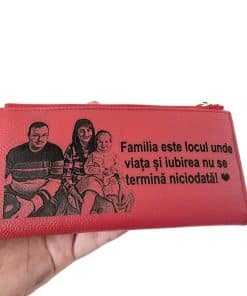 Familia este locul unde
viața și iubirea nu se
termină niciodată! ❤